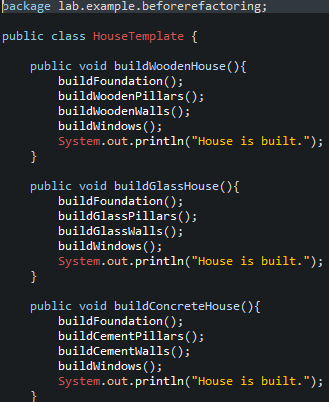 package lab.example.beforerefactoring;
public class HouseTemplate {
public void buildWoodenHouse(){
buildFoundation();
buildWoodenPillars();
buildWoodenWalls();
buildWindows();
System.out.println("House is built.");
}
public void buildGlassHouse(){
buildFoundation();
buildGlassPillars();
buildGlassWalls();
buildWindows();
System.out.println("House is built.");
}
public void buildConcreteHouse(){
buildFoundation();
buildCementPillars();
buildCementWalls();
buildWindows();
System.out.println("House is built.");
}